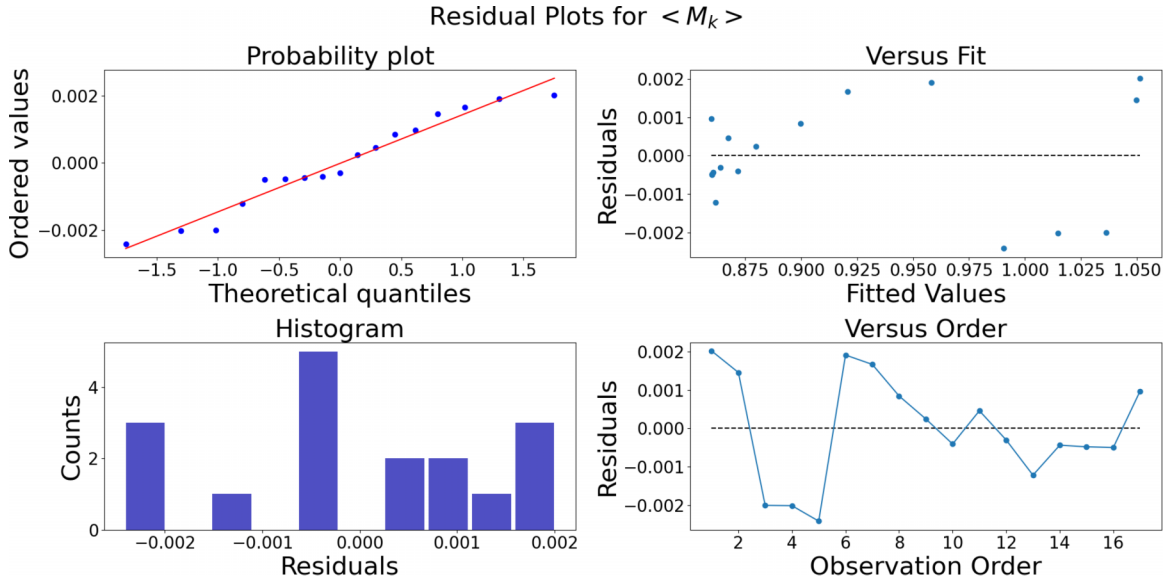 Residual Plots for < M_k >
Probability plot
Ordered values
0.002
0.000
−0.002
−1.5 −1.0 −0.5 0.0 0.5 1.0 1.5
Theoretical quantiles
Versus Fit
Residuals
0.002
0.001
0.000
−0.001
−0.002
0.875 0.900 0.925 0.950 0.975 1.000 1.025 1.050
Fitted Values
Histogram
Counts
4
2
0
−0.002 −0.001 0.000 0.001 0.002
Residuals
Versus Order
Residuals
0.002
0.001
0.000
−0.001
−0.002
2 4 6 8 10 12 14 16
Observation Order